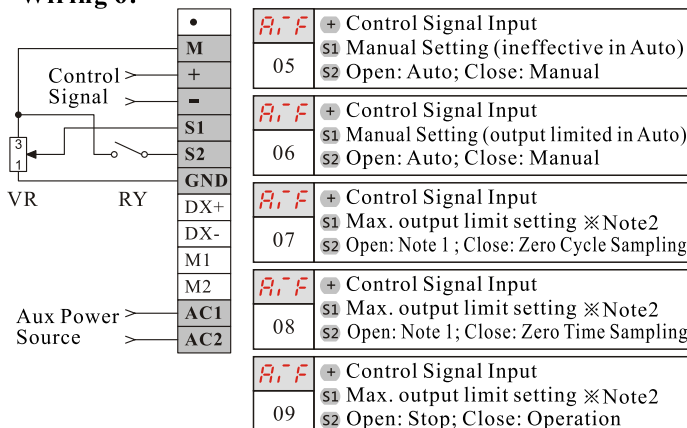 Wiring 6:
M
+
-
S1
S2
GND
DX+
DX-
M1
M2
AC1
AC2
Control
Signal
3
1
VR RY
Aux Power
Source
+ Control Signal Input
S1 Manual Setting (ineffective in Auto)
05
S2 Open: Auto; Close: Manual
+ Control Signal Input
S1 Manual Setting (output limited in Auto)
06
S2 Open: Auto; Close: Manual
+ Control Signal Input
S1 Max. output limit setting ※Note2
07
S2 Open: Note 1 ; Close: Zero Cycle Sampling
+ Control Signal Input
S1 Max. output limit setting ※Note2
08
S2 Open: Note 1; Close: Zero Time Sampling
+ Control Signal Input
S1 Max. output limit setting ※Note2
09
S2 Open: Stop; Close: Operation